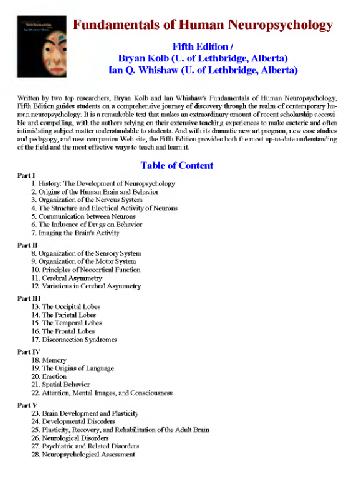 Fundamentals of Human Neuropsychology
Fifth Edition /
Bryan Kolb (U. of Lethbridge, Alberta)
Ian Q. Whishaw (U. of Lethbridge, Alberta)
Written by two top researchers, Bryan Kolb and Ian Whishaw's Fundamentals of Human Neuropsychology,
Fifth Edition guides students on a comprehensive journey of discovery through the realm of contemporary hu-
man neuropsychology. It is a remarkable text that makes an extraordinary amount of recent scholarship accessi-
ble and compelling, with the authors relying on their extensive teaching experiences to make esoteric and often
intimidating subject matter understandable to students. And with its dramatic new art program, new case studies
and pedagogy, and new companion Web site, the Fifth Edition provides both the most up-to-date understanding
of the field and the most effective way to teach and learn it.
Table of Content
Part I
1. History: The Development of Neuropsychology
2. Origins of the Human Brain and Behavior
3. Organization of the Nervous System
4. The Structure and Electrical Activity of Neurons
5. Communication between Neurons
6. The Influence of Drugs on Behavior
7. Imaging the Brain's Activity
Part II
8. Organization of the Sensory System
9. Organization of the Motor System
10. Principles of Neocortical Function
11. Cerebral Asymmetry
12. Variations in Cerebral Asymmetry
Part III
13. The Occipital Lobes
14. The Parietal Lobes
15. The Temporal Lobes
16. The Frontal Lobes
17. Disconnection Syndromes
Part IV
18. Memory
19. The Origins of Language
20. Emotion
21. Spatial Behavior
22. Attention, Mental Images, and Consciousness
Part V
23. Brain Development and Plasticity
24. Developmental Disorders
25. Plasticity, Recovery, and Rehabilitation of the Adult Brain
26. Neurological Disorders
27. Psychiatric and Related Disorders
28. Neuropsychological Assessment